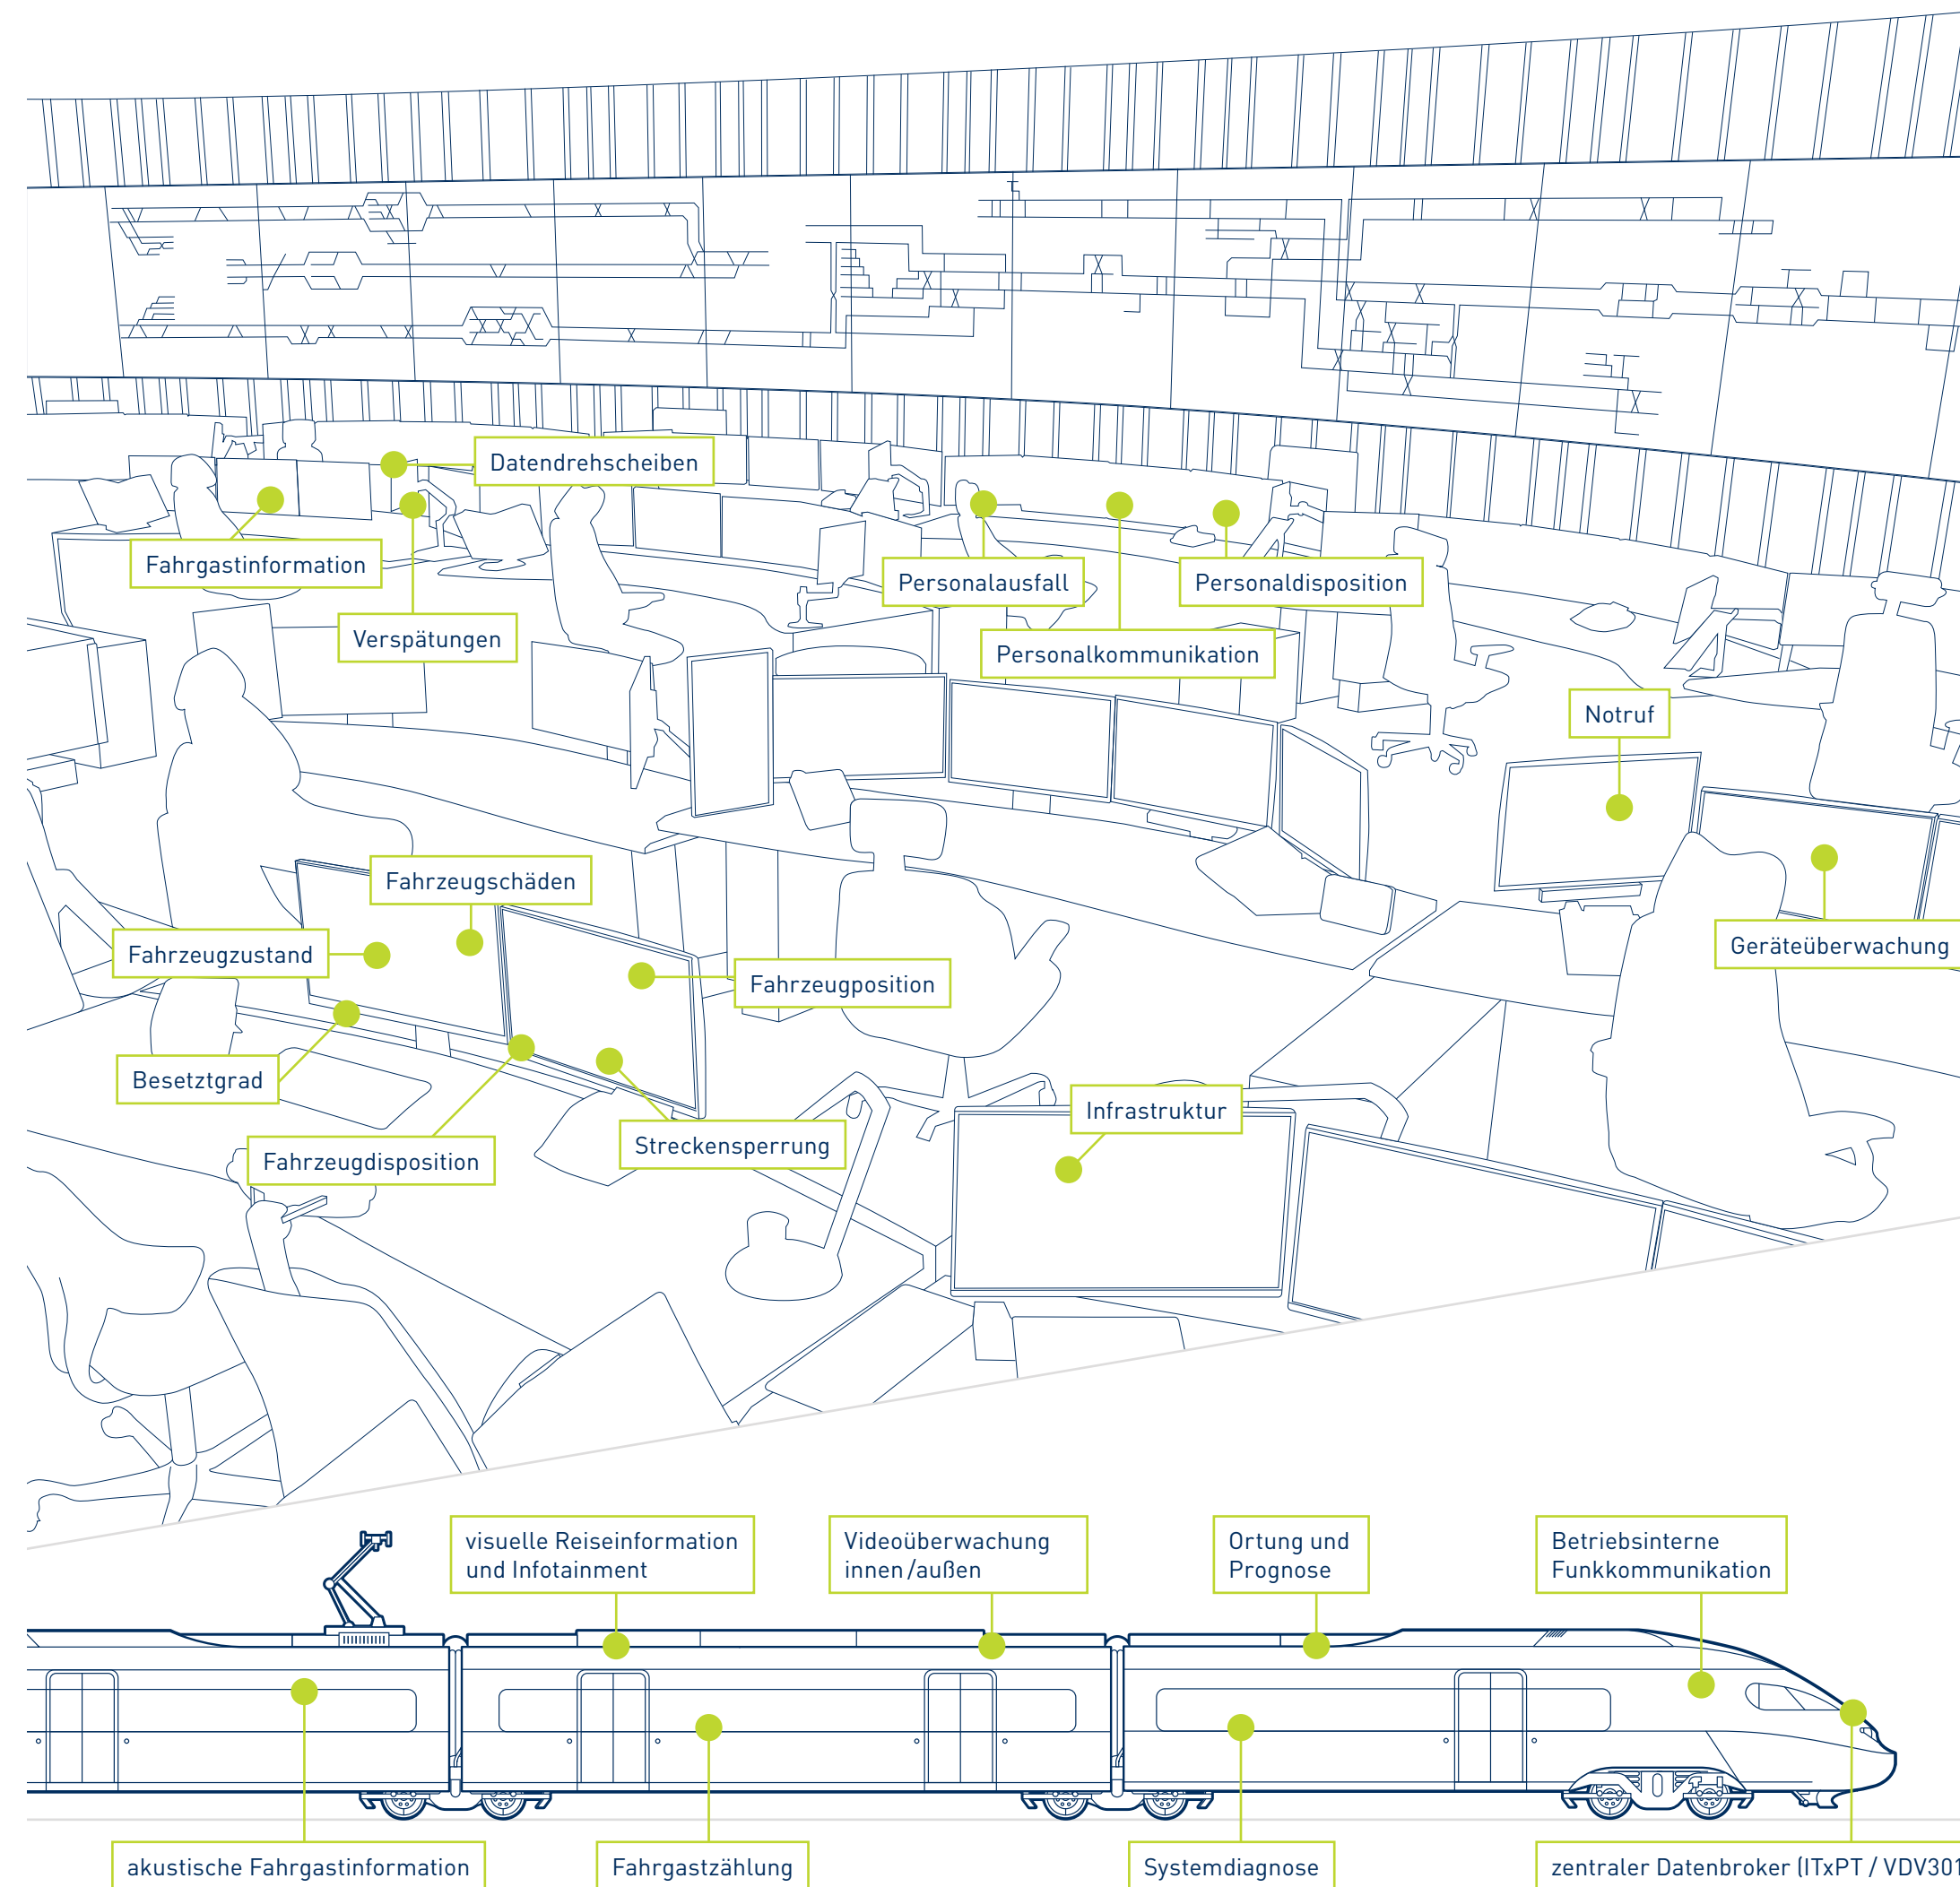 Datendrehscheiben
Fahrgastinformation
Verspätungen
Personalausfall
Personaldisposition
Personalkommunikation
Notruf
Fahrzeugschäden
Fahrzeugzustand
Geräteüberwachung
Fahrzeugposition
Besetztgrad
Infrastruktur
Streckensperrung
Fahrzeugdisposition
visuelle Reiseinformation
und Infotainment
Videoüberwachung
innen/außen
Ortung und
Prognose
Betriebsinterne
Funkkommunikation
akustische Fahrgastinformation
Fahrgastzählung
Systemdiagnose
zentraler Datenbroker (ITxPT / VDV301